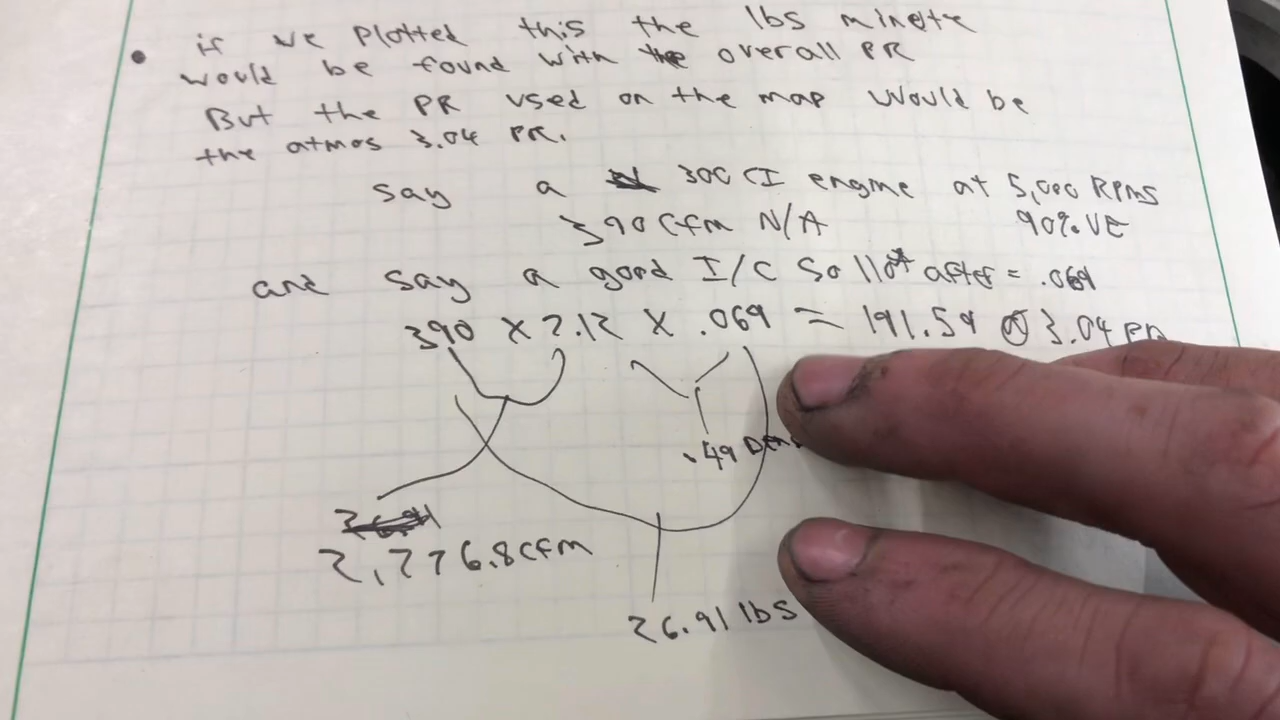 • if we plotted this the lbs minute
would be found with the overall PR
But the PR used on the map would be
the atmos 3.04 PR.
say a 300 CI engine at 5,000 RPMS
390 Cfm N/A 90% VE
and say a good I/C so 110° after = .069
390 X 7.12 X .069 = 191.59 @ 3.04 PR
.49 Den
2,776.8 cfm
26.91 lbs